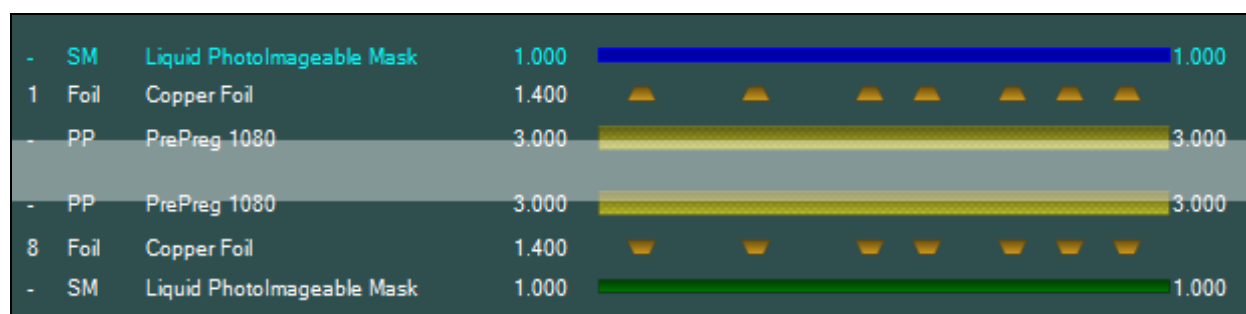 - SM Liquid PhotoImageable Mask 1.000 1.000
1 Foil Copper Foil 1.400
- PP PrePreg 1080 3.000 3.000
- PP PrePreg 1080 3.000 3.000
8 Foil Copper Foil 1.400
- SM Liquid PhotoImageable Mask 1.000 1.000